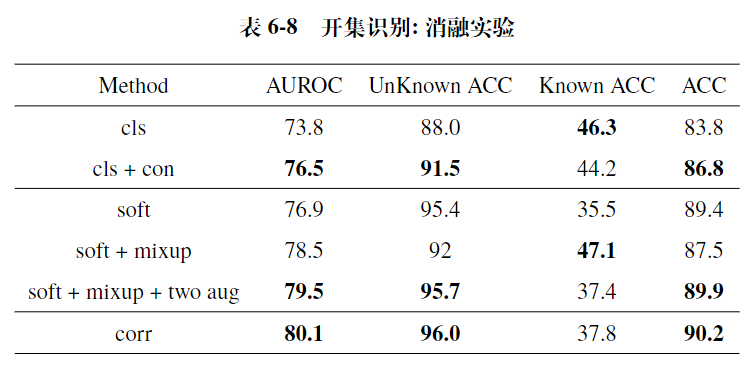 表 6-8 开集识别: 消融实验
Method AUROC UnKnown ACC Known ACC ACC
cls 73.8 88.0 46.3 83.8
cls + con 76.5 91.5 44.2 86.8
soft 76.9 95.4 35.5 89.4
soft + mixup 78.5 92 47.1 87.5
soft + mixup + two aug 79.5 95.7 37.4 89.9
corr 80.1 96.0 37.8 90.2